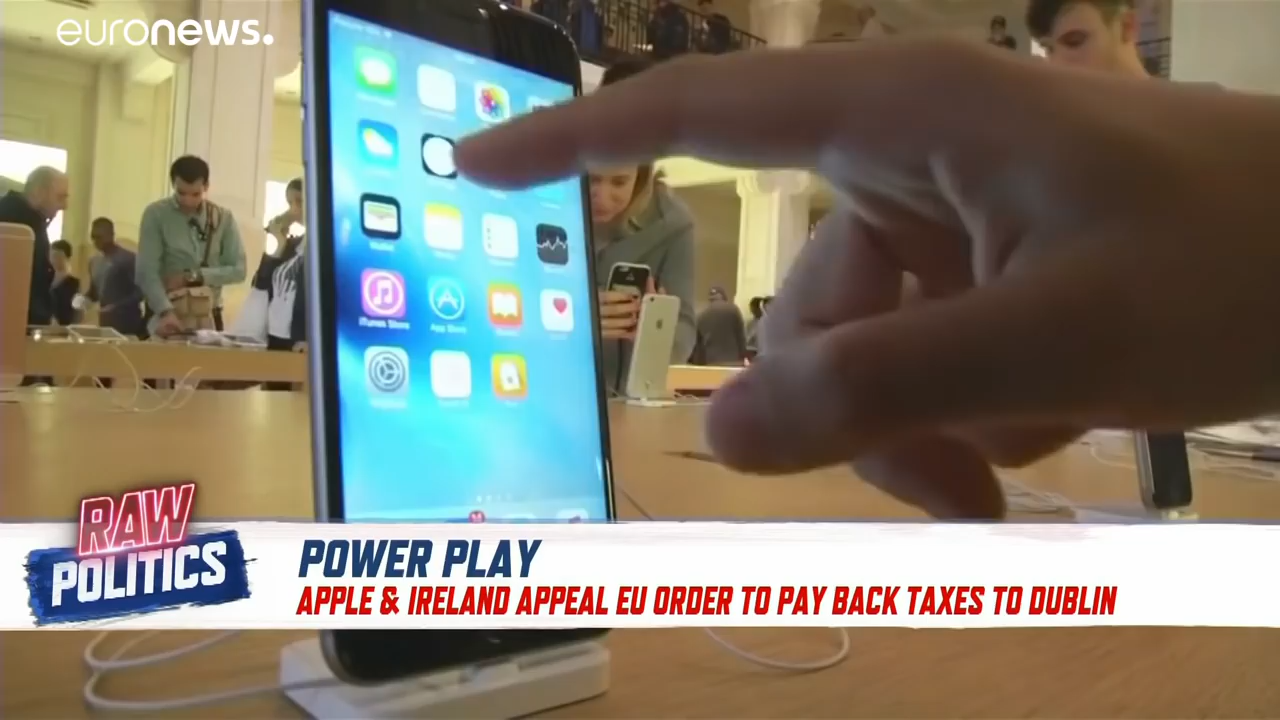 euronews.
Wallet
iTunes Store
App Store
RAW
POLITICS
POWER PLAY
APPLE & IRELAND APPEAL EU ORDER TO PAY BACK TAXES TO DUBLIN